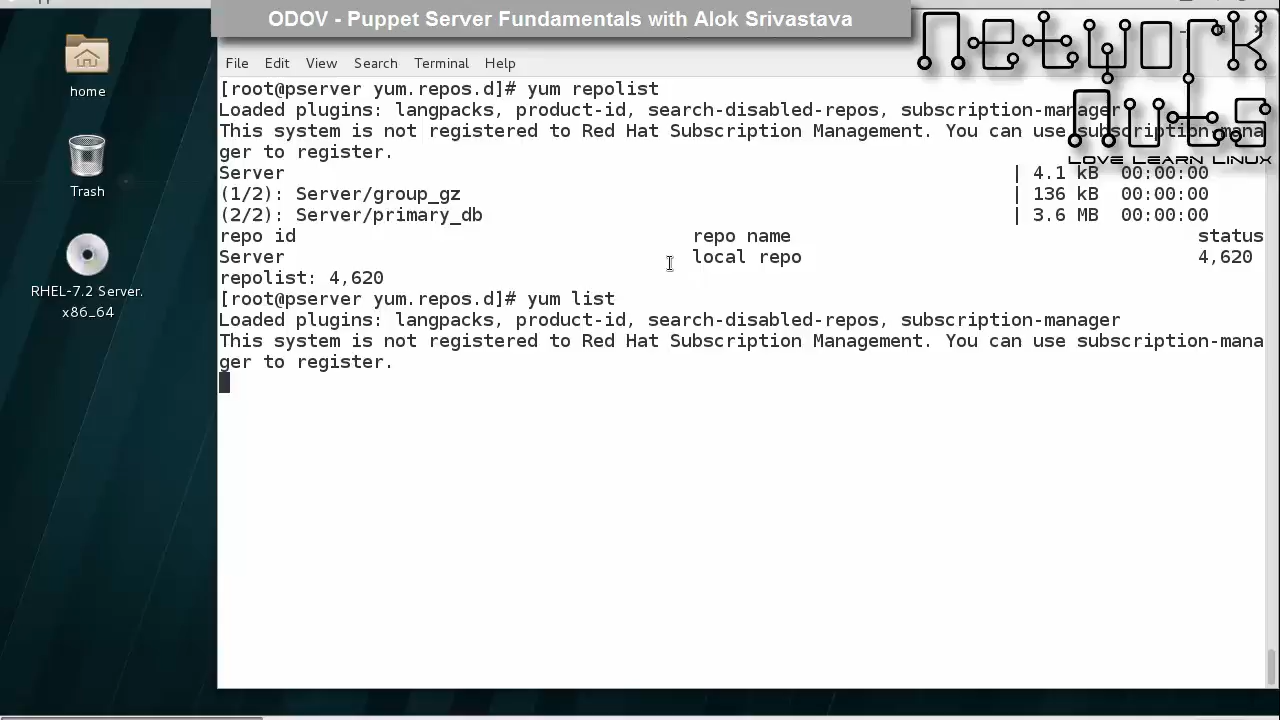 ODOV - Puppet Server Fundamentals with Alok Srivastava
Network
Nuts
LOVE LEARN LINUX
home
Trash
RHEL-7.2 Server.
x86_64
File Edit View Search Terminal Help
[root@pserver yum.repos.d]# yum repolist
Loaded plugins: langpacks, product-id, search-disabled-repos, subscription-manager
This system is not registered to Red Hat Subscription Management. You can use subscription-mana
ger to register.
Server | 4.1 kB 00:00:00
(1/2): Server/group_gz | 136 kB 00:00:00
(2/2): Server/primary_db | 3.6 MB 00:00:00
repo id repo name status
Server local repo 4,620
repolist: 4,620
[root@pserver yum.repos.d]# yum list
Loaded plugins: langpacks, product-id, search-disabled-repos, subscription-manager
This system is not registered to Red Hat Subscription Management. You can use subscription-mana
ger to register.